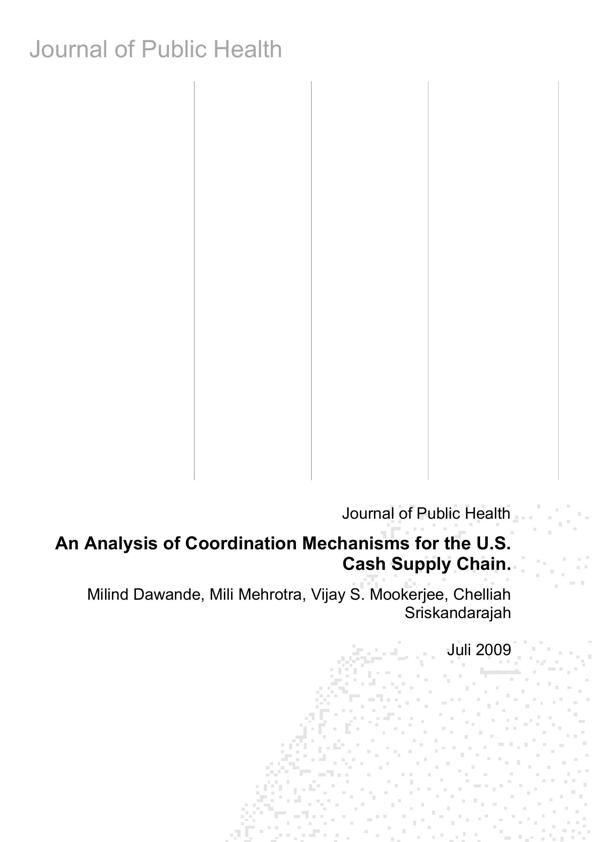 Journal of Public Health
Journal of Public Health
An Analysis of Coordination Mechanisms for the U.S.
Cash Supply Chain.
Milind Dawande, Mili Mehrotra, Vijay S. Mookerjee, Chelliah
Sriskandarajah
Juli 2009